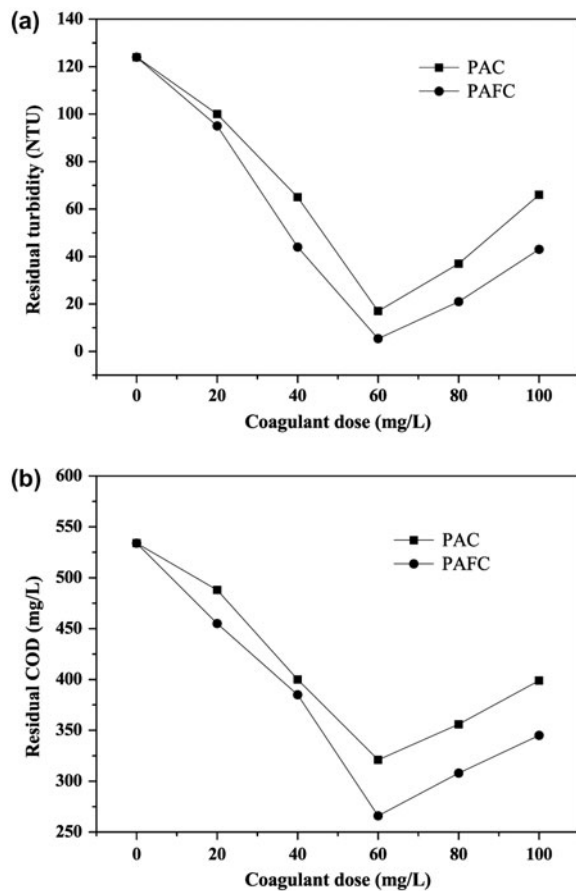 (a)
140
120
100
80
60
40
20
0
Residual turbidity (NTU)
PAC
PAFC
0 20 40 60 80 100
Coagulant dose (mg/L)
(b)
600
550
500
450
400
350
300
250
Residual COD (mg/L)
PAC
PAFC
0 20 40 60 80 100
Coagulant dose (mg/L)